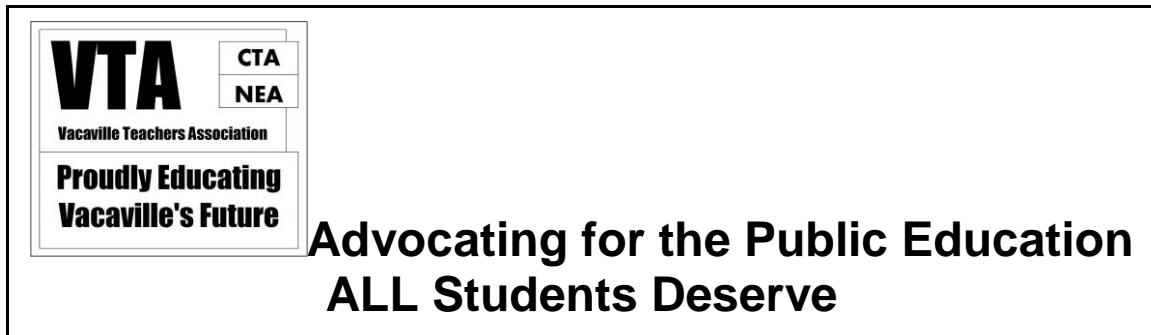 VTA
CTA
NEA
Vacaville Teachers Association
Proudly Educating
Vacaville's Future
Advocating for the Public Education
ALL Students Deserve